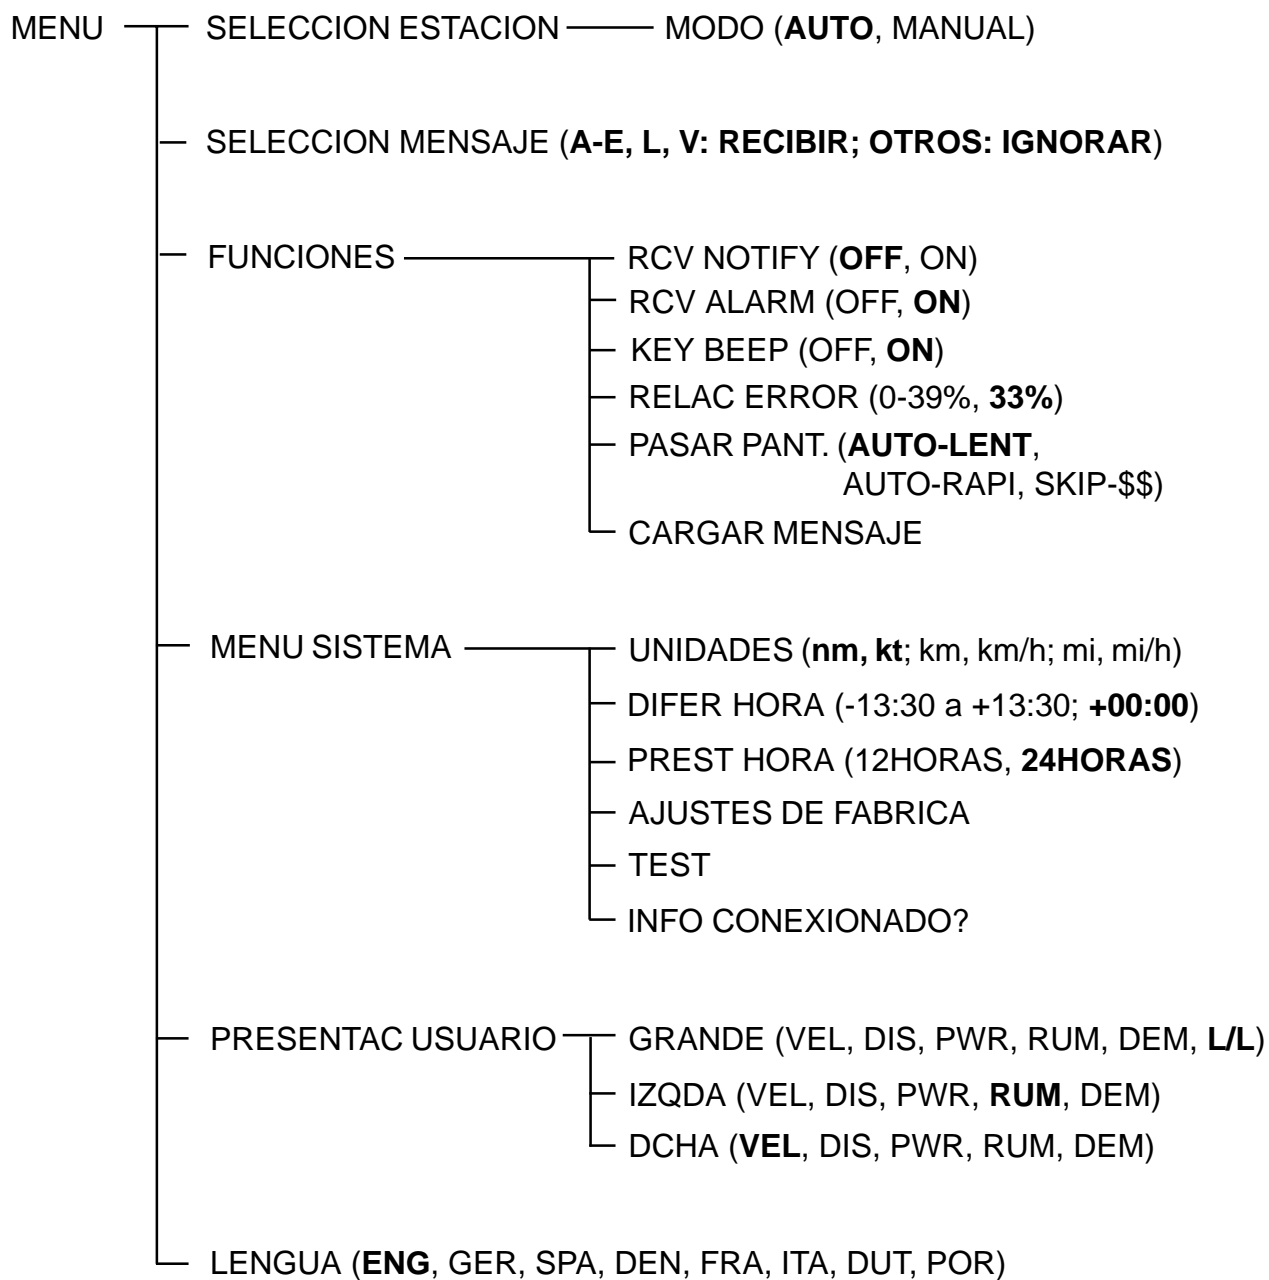 MENU SELECCION ESTACION MODO (AUTO, MANUAL)
SELECCION MENSAJE (A-E, L, V: RECIBIR; OTROS: IGNORAR)
FUNCIONES RCV NOTIFY (OFF, ON)
RCV ALARM (OFF, ON)
KEY BEEP (OFF, ON)
RELAC ERROR (0-39%, 33%)
PASAR PANT. (AUTO-LENT,
AUTO-RAPI, SKIP-$$)
CARGAR MENSAJE
MENU SISTEMA UNIDADES (nm, kt; km, km/h; mi, mi/h)
DIFER HORA (-13:30 a +13:30; +00:00)
PREST HORA (12HORAS, 24HORAS)
AJUSTES DE FABRICA
TEST
INFO CONEXIONADO?
PRESENTAC USUARIO GRANDE (VEL, DIS, PWR, RUM, DEM, L/L)
IZQDA (VEL, DIS, PWR, RUM, DEM)
DCHA (VEL, DIS, PWR, RUM, DEM)
LENGUA (ENG, GER, SPA, DEN, FRA, ITA, DUT, POR)